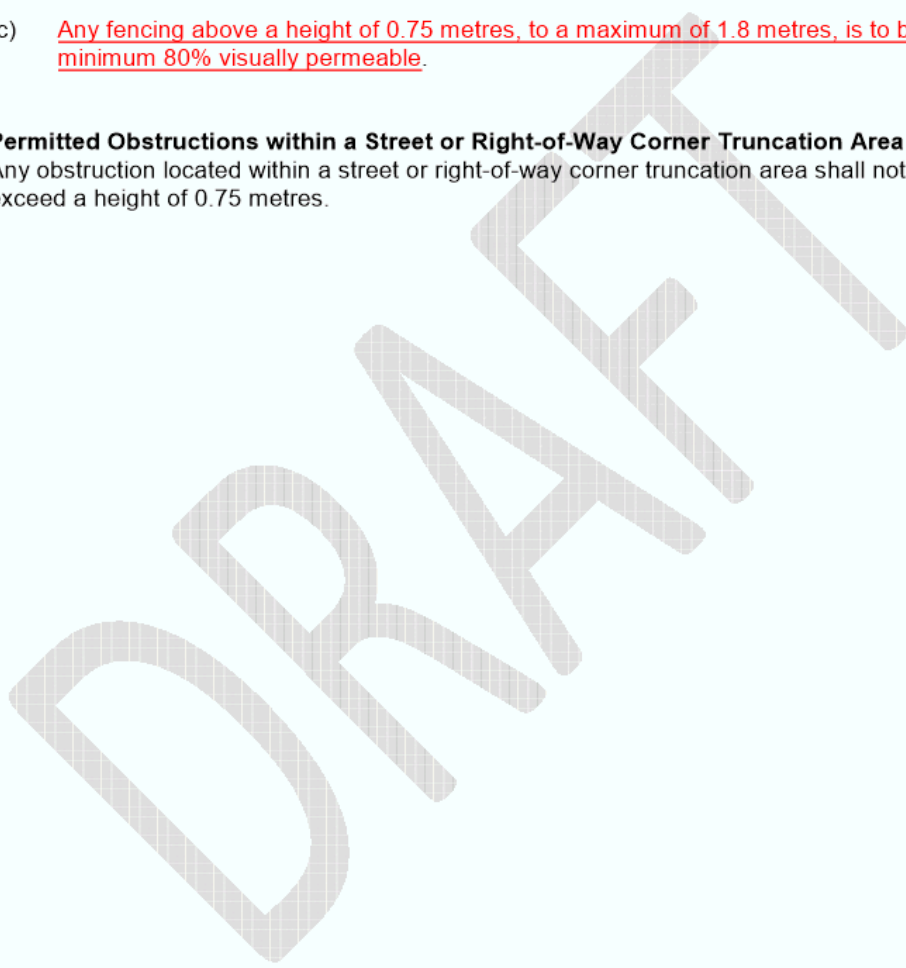 c) Any fencing above a height of 0.75 metres, to a maximum of 1.8 metres, is to b
minimum 80% visually permeable.
Permitted Obstructions within a Street or Right-of-Way Corner Truncation Area
Any obstruction located within a street or right-of-way corner truncation area shall not
exceed a height of 0.75 metres.
DRAFT